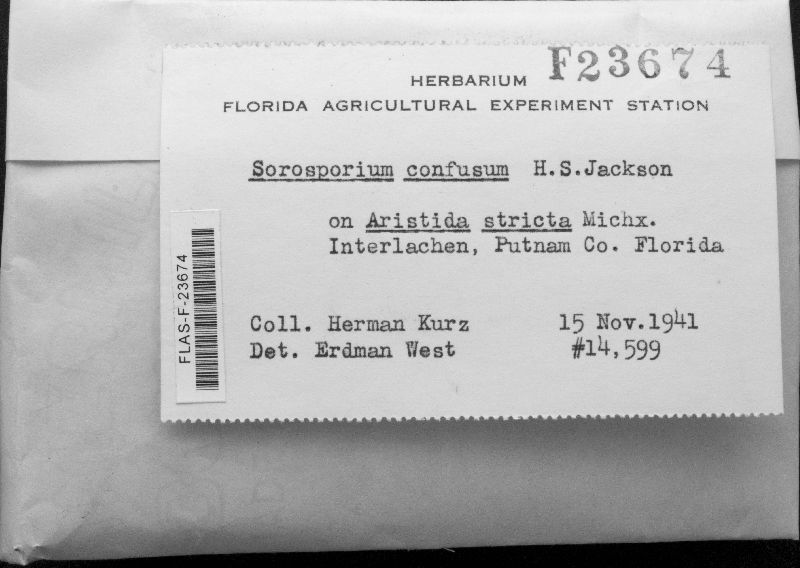 F23674
HERBARIUM
FLORIDA AGRICULTURAL EXPERIMENT STATION
Sorosporium confusum H.S.Jackson
on Aristida stricta Michx.
Interlachen, Putnam Co. Florida
FLAS-F-23674
Coll. Herman Kurz 15 Nov.1941
Det. Erdman West #14,599